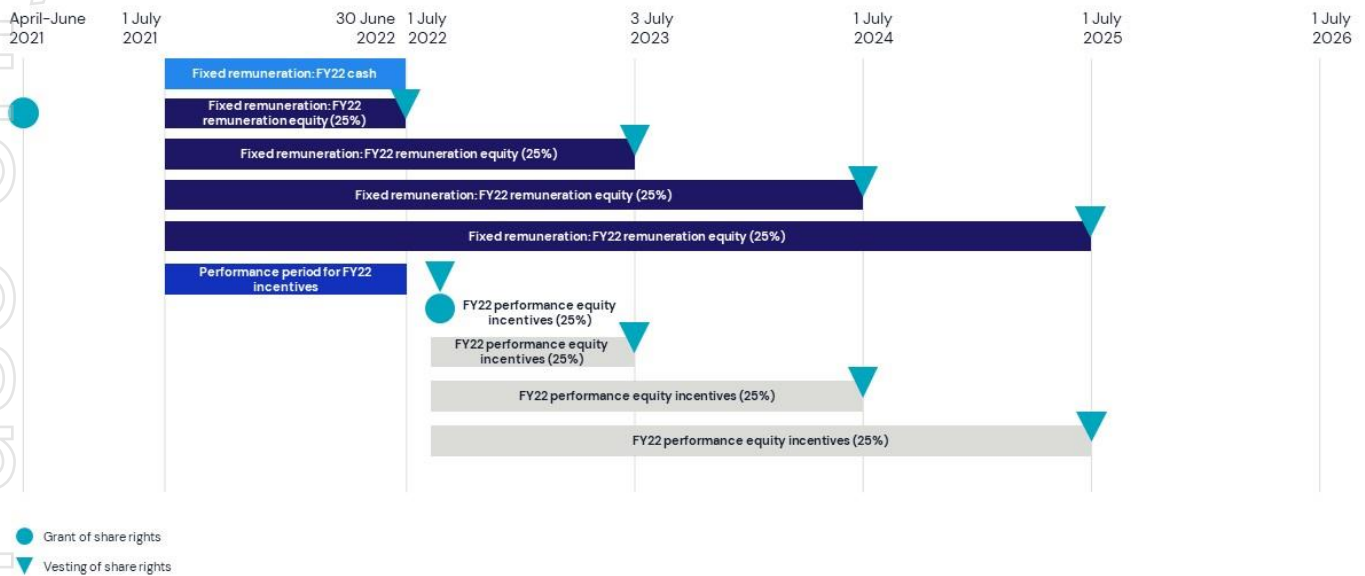 April-June
2021
1 July
2021
30 June
2022
1 July
2022
3 July
2023
1 July
2024
1 July
2025
1 July
2026
Fixed remuneration: FY22 cash
Fixed remuneration: FY22
remuneration equity (25%)
Fixed remuneration: FY22 remuneration equity (25%)
Fixed remuneration: FY22 remuneration equity (25%)
Fixed remuneration: FY22 remuneration equity (25%)
Performance period for FY22
incentives
FY22 performance equity
incentives (25%)
FY22 performance equity
incentives (25%)
FY22 performance equity incentives (25%)
FY22 performance equity incentives (25%)
Grant of share rights
Vesting of share rights